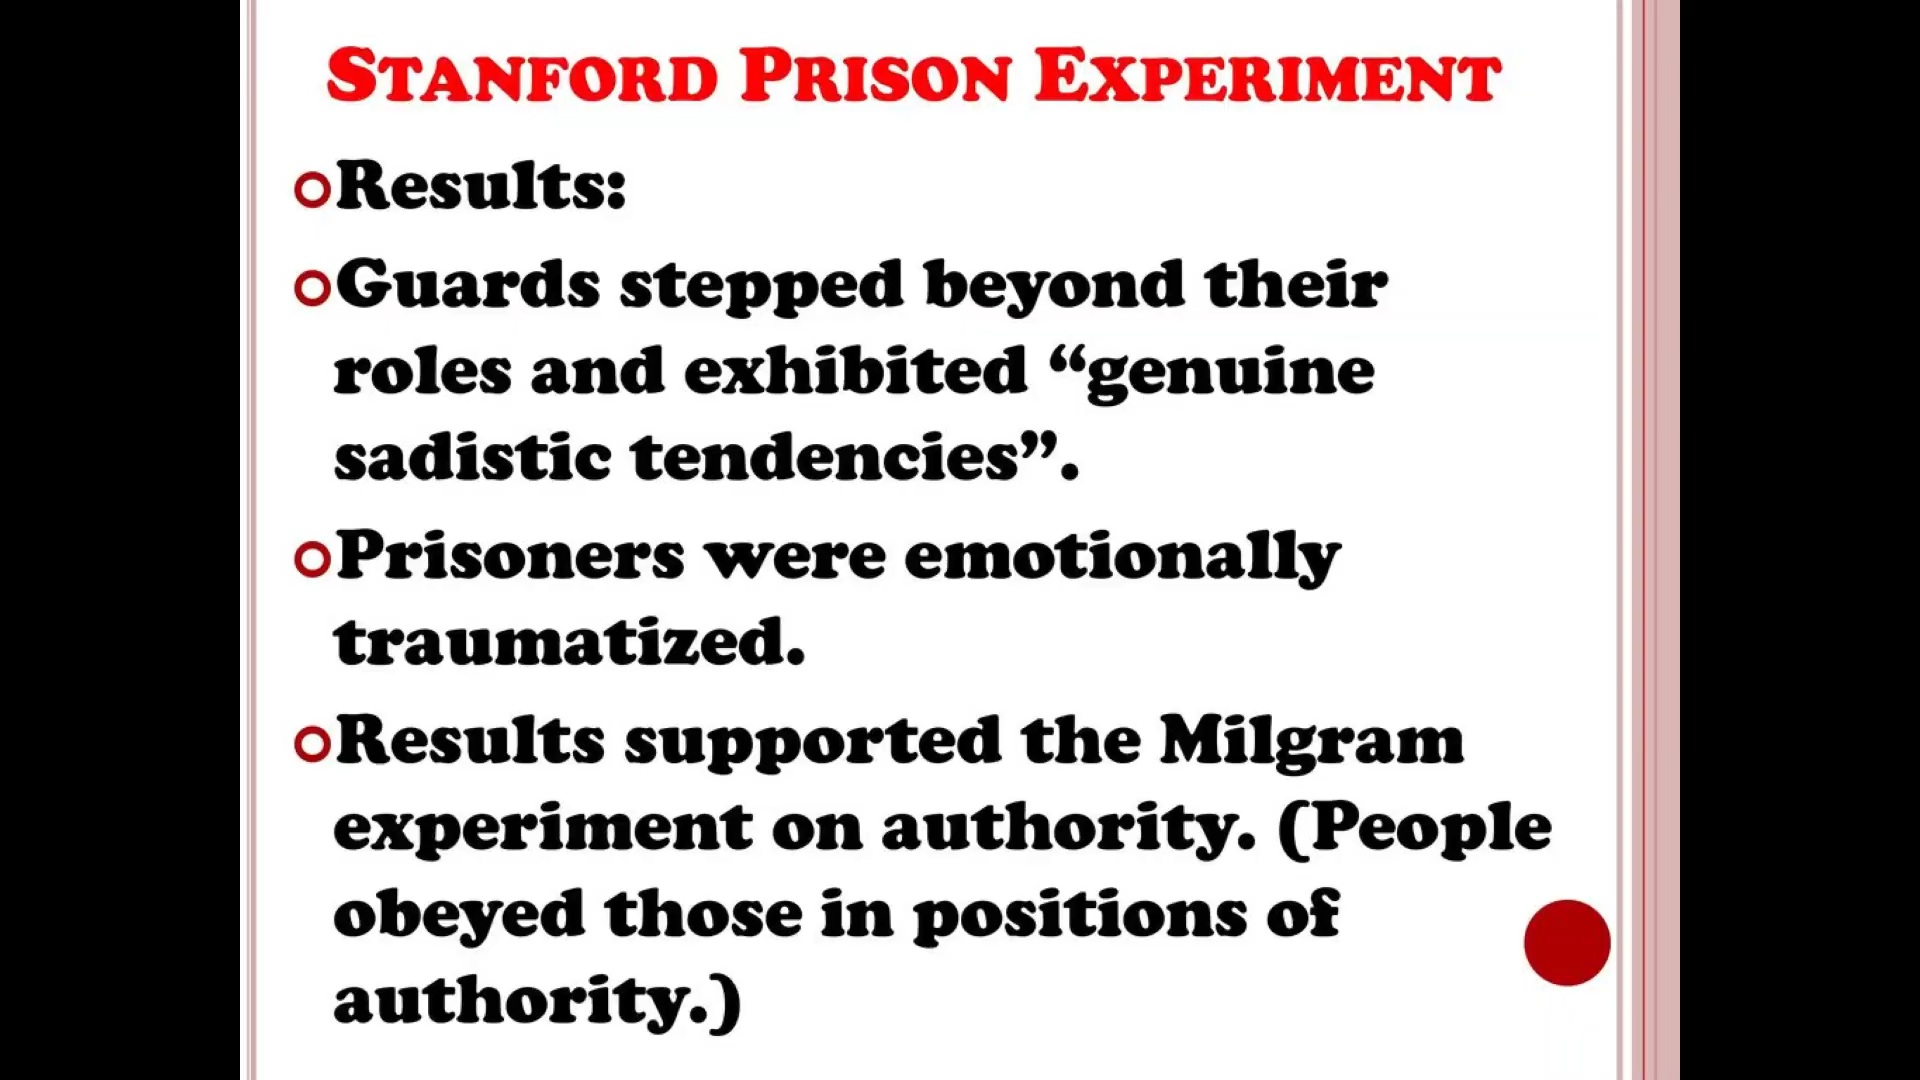 STANFORD PRISON EXPERIMENT
Results:
Guards stepped beyond their
roles and exhibited “genuine
sadistic tendencies”.
Prisoners were emotionally
traumatized.
Results supported the Milgram
experiment on authority. (People
obeyed those in positions of
authority.)